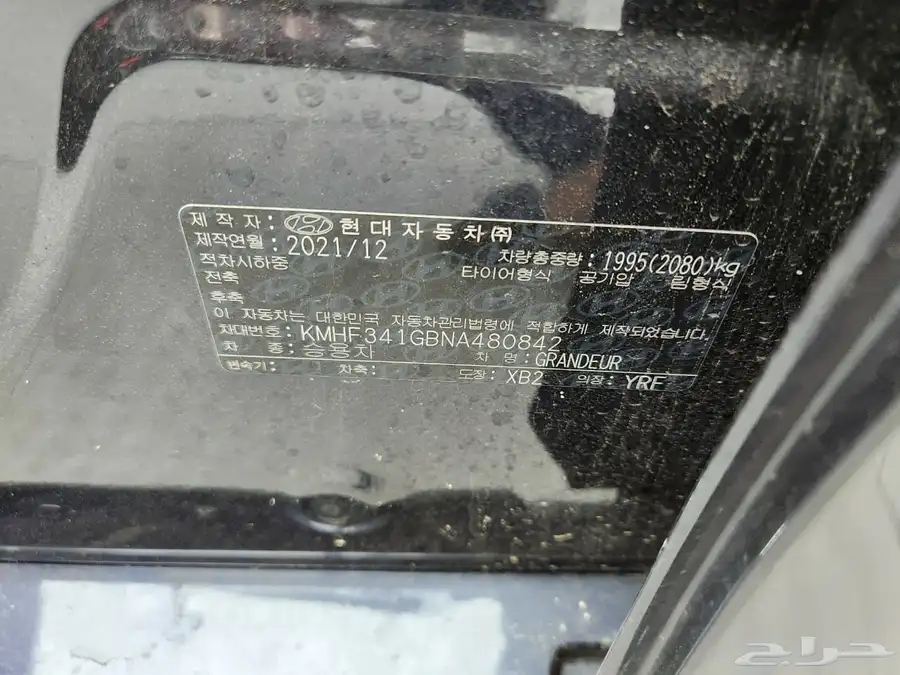 제 작 자 : 현대자동차㈜
제작연월 : 2021/12 차량총중량 : 1995(2080)kg
적차시하중 타이어형식 공기압 림형식
전축
후축
이 자동차는 대한민국 자동차관리법령에 적합하게 제작되었습니다.
차대번호 : KMHF341GBNA480842
차 종 : 승용차 차 명 : GRANDEUR
변속기 : 차축 : 도장 : XB2 의장 : YRF
حراج